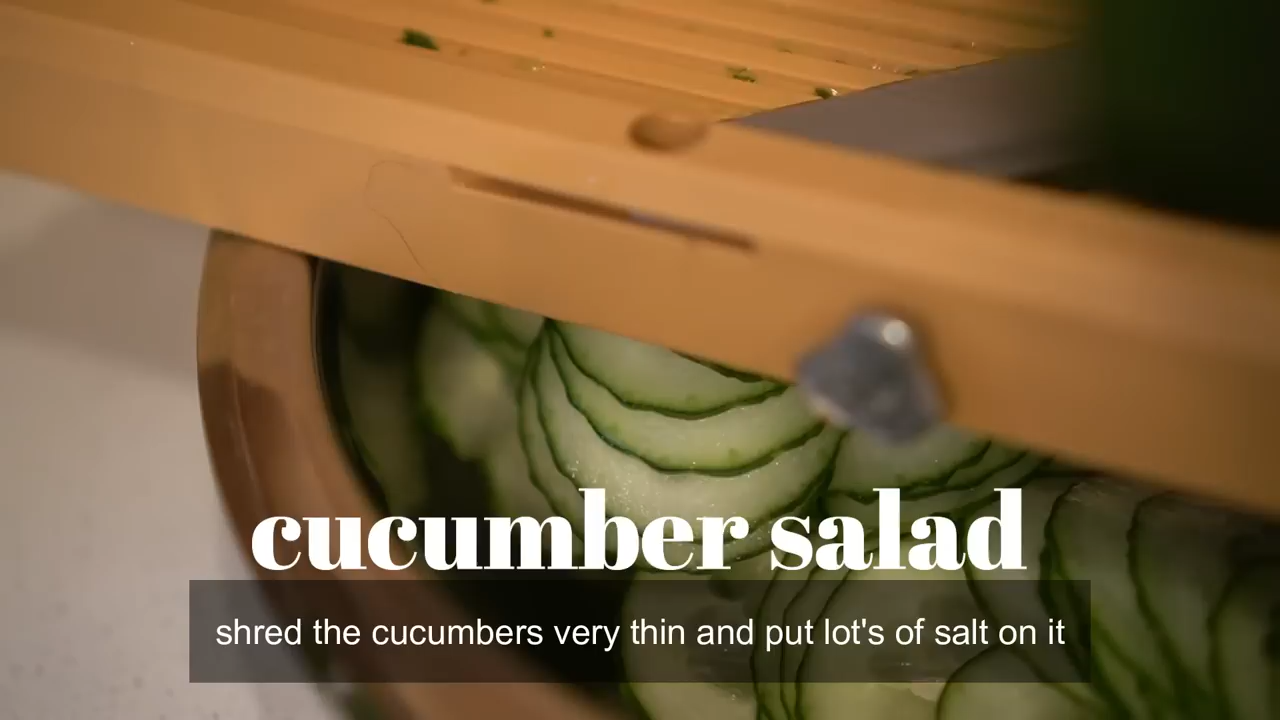 cucumber salad
shred the cucumbers very thin and put lot's of salt on it